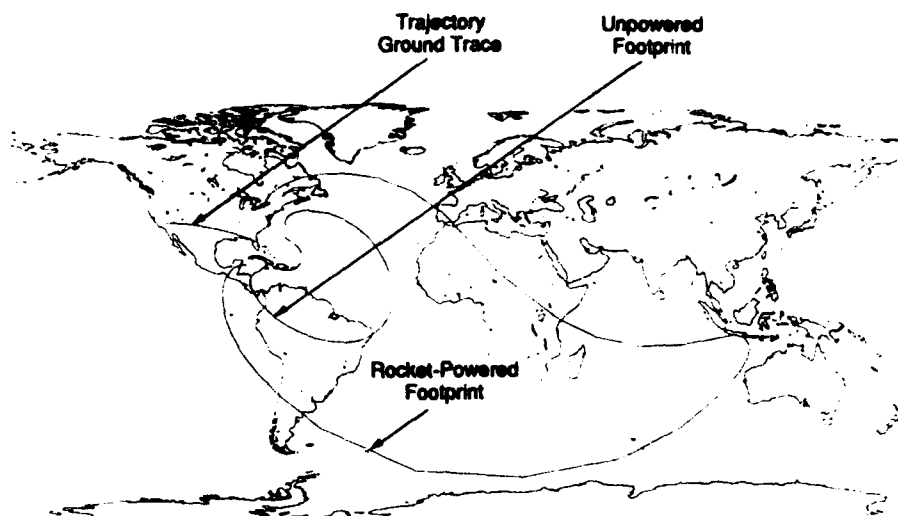 Trajectory
Ground Trace
Unpowered
Footprint
Rocket-Powered
Footprint